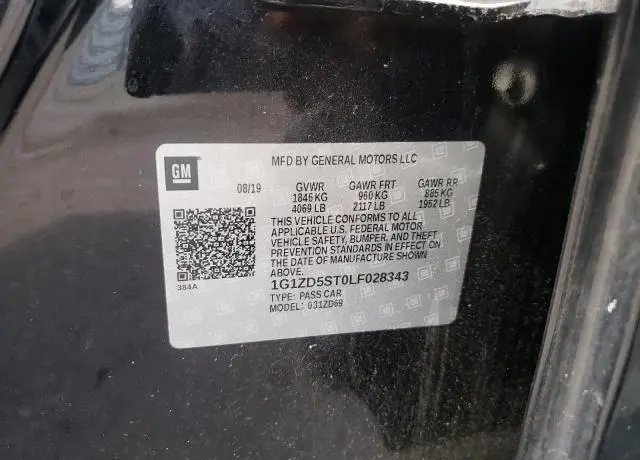 GM
MFD BY GENERAL MOTORS LLC
08/19 GVWR GAWR FRT GAWR RR
1846 KG 960 KG 885 KG
4069 LB 2117 LB 1952 LB
THIS VEHICLE CONFORMS TO ALL
APPLICABLE U.S. FEDERAL MOTOR
VEHICLE SAFETY, BUMPER, AND THEFT
PREVENTION STANDARDS IN EFFECT ON
THE DATE OF MANUFACTURE SHOWN
ABOVE.
384A
1G1ZD5ST0LF028343
TYPE: PASS CAR
MODEL: 031ZD69